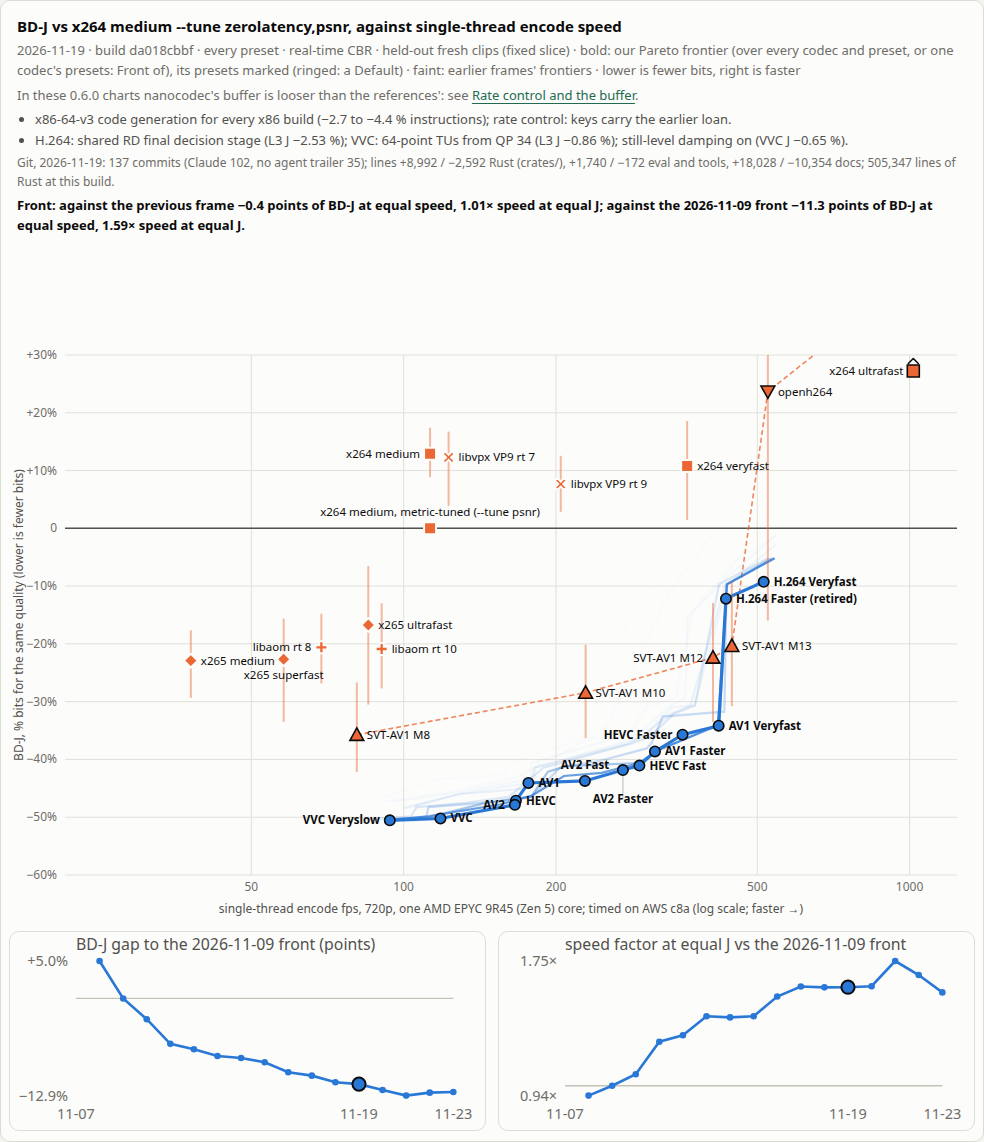 BD-J vs x264 medium --tune zerolatency,psnr, against single-thread encode speed
2026-11-19 · build da018cbbf · every preset · real-time CBR · held-out fresh clips (fixed slice) · bold: our Pareto frontier (over every codec and preset, or one
codec's presets: Front of), its presets marked (ringed: a Default) · faint: earlier frames' frontiers · lower is fewer bits, right is faster
In these 0.6.0 charts nanocodec's buffer is looser than the references': see Rate control and the buffer.
• x86-64-v3 code generation for every x86 build (−2.7 to −4.4 % instructions); rate control: keys carry the earlier loan.
• H.264: shared RD final decision stage (L3 J −2.53 %); VVC: 64-point TUs from QP 34 (L3 J −0.86 %); still-level damping on (VVC J −0.65 %).
Git, 2026-11-19: 137 commits (Claude 102, no agent trailer 35); lines +8,992 / −2,592 Rust (crates/), +1,740 / −172 eval and tools, +18,028 / −10,354 docs; 505,347 lines of
Rust at this build.
Front: against the previous frame −0.4 points of BD-J at equal speed, 1.01× speed at equal J; against the 2026-11-09 front −11.3 points of BD-J at
equal speed, 1.59× speed at equal J.
BD-J, % bits for the same quality (lower is fewer bits)
+30%
x264 ultrafast
openh264
+20%
x264 medium
libvpx VP9 rt 7
+10%
x264 veryfast
libvpx VP9 rt 9
x264 medium, metric-tuned (--tune psnr)
0
−10%
H.264 Veryfast
H.264 Faster (retired)
x265 ultrafast
−20%
libaom rt 8
libaom rt 10
SVT-AV1 M13
SVT-AV1 M12
x265 medium
x265 superfast
SVT-AV1 M10
−30%
AV1 Veryfast
SVT-AV1 M8
HEVC Faster
AV1 Faster
−40%
AV2 Fast
HEVC Fast
AV1
AV2 Faster
AV2
HEVC
−50%
VVC Veryslow
VVC
−60%
50
100
200
500
1000
single-thread encode fps, 720p, one AMD EPYC 9R45 (Zen 5) core; timed on AWS c8a (log scale; faster →)
BD-J gap to the 2026-11-09 front (points)
+5.0%
−12.9%
11-07
11-19
11-23
speed factor at equal J vs the 2026-11-09 front
1.75×
0.94×
11-07
11-19
11-23